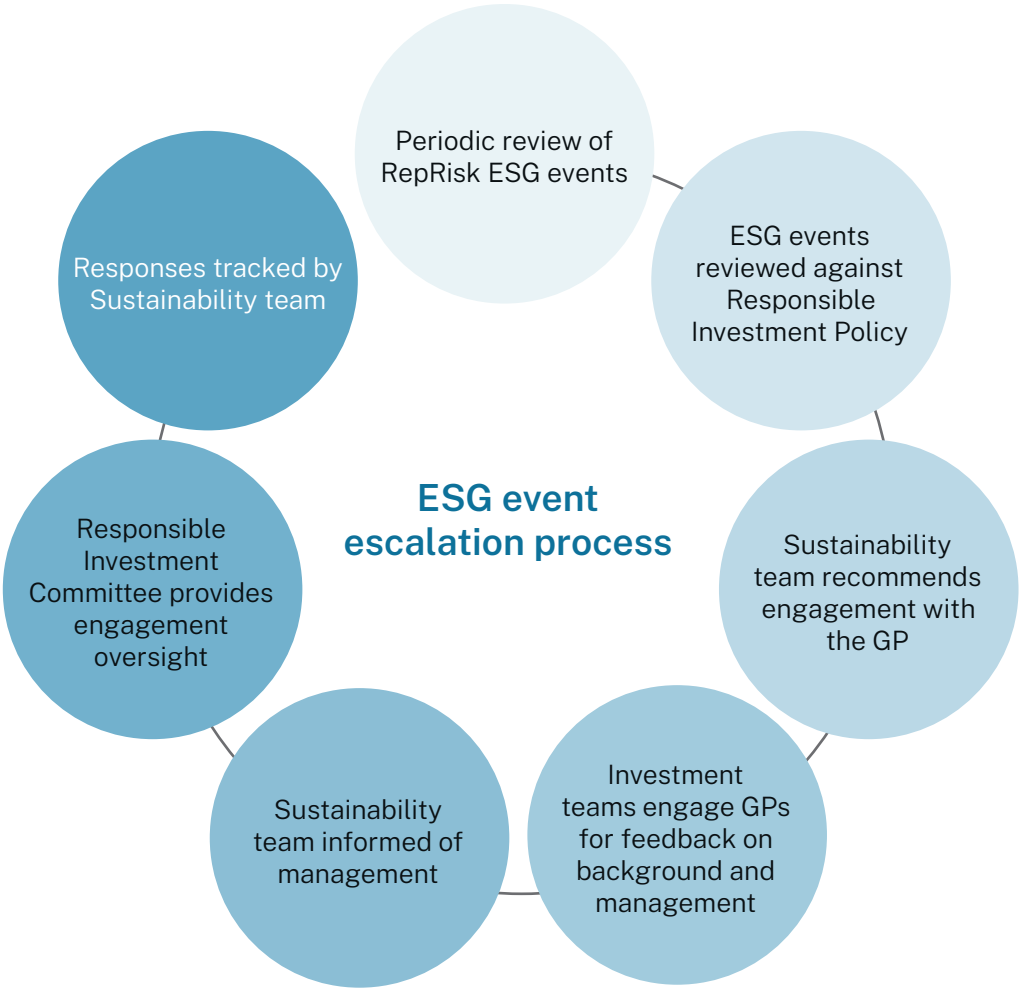 Periodic review of
RepRisk ESG events
ESG events
reviewed against
Responsible
Investment Policy
Sustainability
team recommends
engagement with
the GP
Investment
teams engage GPs
for feedback on
background and
management
Sustainability
team informed of
management
Responsible
Investment
Committee provides
engagement
oversight
Responses tracked by
Sustainability team
ESG event
escalation process